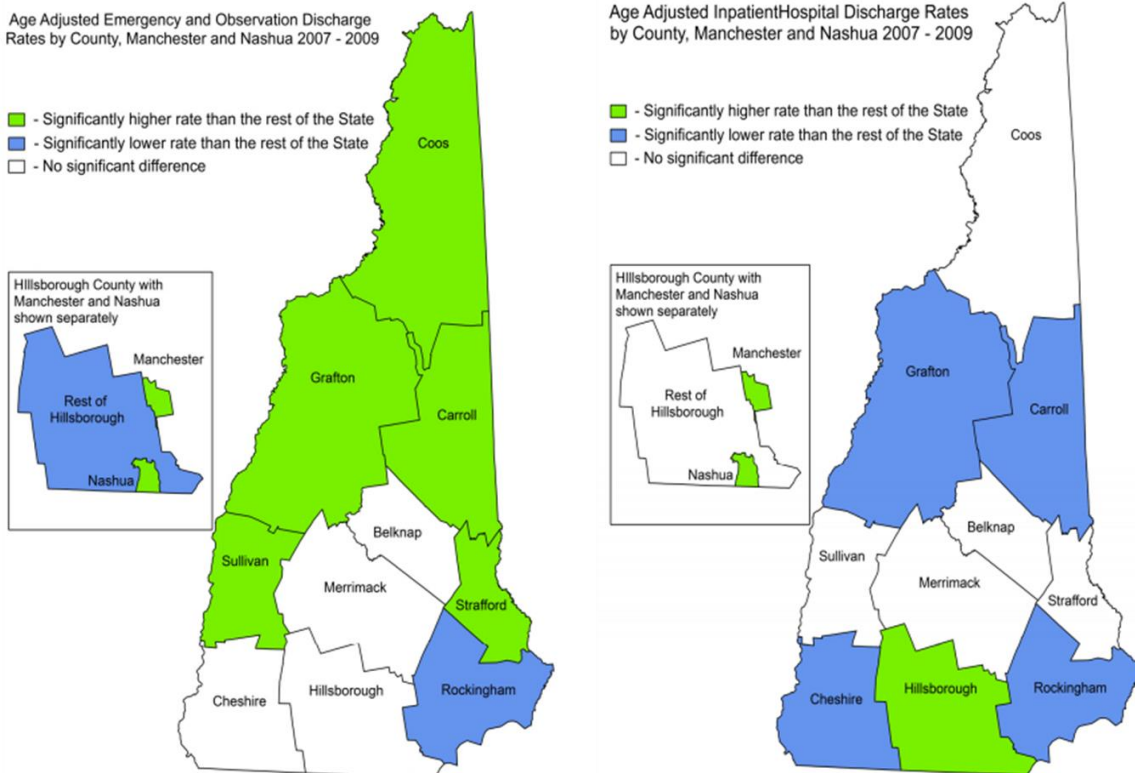 Age Adjusted Emergency and Observation Discharge
Rates by County, Manchester and Nashua 2007 - 2009
- Significantly higher rate than the rest of the State
- Significantly lower rate than the rest of the State
- No significant difference
Coos
HIllsborough County with
Manchester and Nashua
shown separately
Manchester
Rest of
Hillsborough
Nashua
Grafton
Carroll
Belknap
Sullivan
Merrimack
Strafford
Cheshire
Hillsborough
Rockingham
Age Adjusted InpatientHospital Discharge Rates
by County, Manchester and Nashua 2007 - 2009
- Significantly higher rate than the rest of the State
- Significantly lower rate than the rest of the State
- No significant difference
Coos
HIllsborough County with
Manchester and Nashua
shown separately
Manchester
Rest of
Hillsborough
Nashua
Grafton
Carroll
Belknap
Sullivan
Merrimack
Strafford
Cheshire
Hillsborough
Rockingham